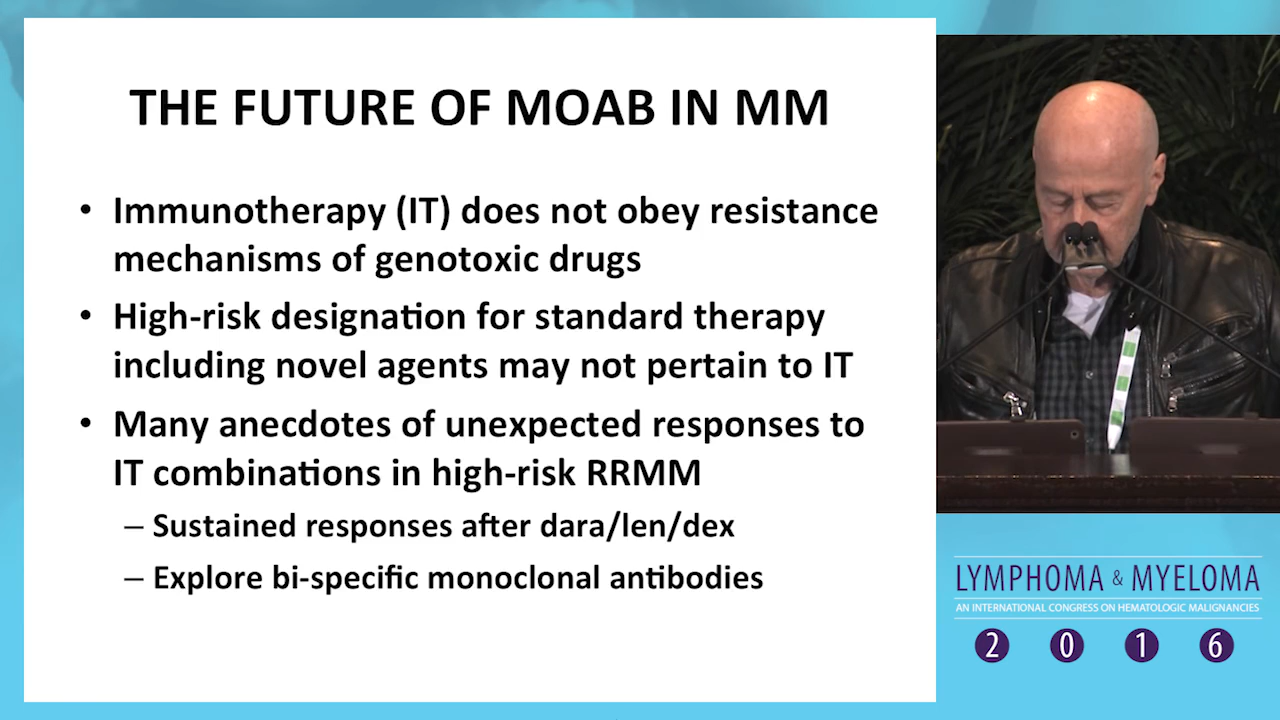 THE FUTURE OF MOAB IN MM
• Immunotherapy (IT) does not obey resistance
mechanisms of genotoxic drugs
• High-risk designation for standard therapy
including novel agents may not pertain to IT
• Many anecdotes of unexpected responses to
IT combinations in high-risk RRMM
– Sustained responses after dara/len/dex
– Explore bi-specific monoclonal antibodies
LYMPHOMA & MYELOMA
AN INTERNATIONAL CONGRESS ON HEMATOLOGIC MALIGNANCIES
2 0 1 6